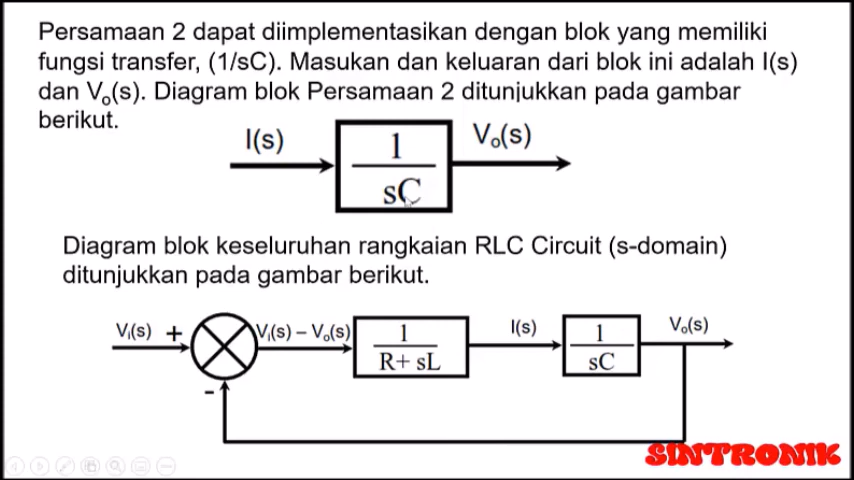 Persamaan 2 dapat diimplementasikan dengan blok yang memiliki
fungsi transfer, (1/sC). Masukan dan keluaran dari blok ini adalah I(s)
dan Vₒ(s). Diagram blok Persamaan 2 ditunjukkan pada gambar
berikut.
I(s)
1
sC
Vₒ(s)
Diagram blok keseluruhan rangkaian RLC Circuit (s-domain)
ditunjukkan pada gambar berikut.
Vᵢ(s) +
-
Vᵢ(s) – Vₒ(s)
1
R+ sL
I(s)
1
sC
Vₒ(s)
SINTRONIK